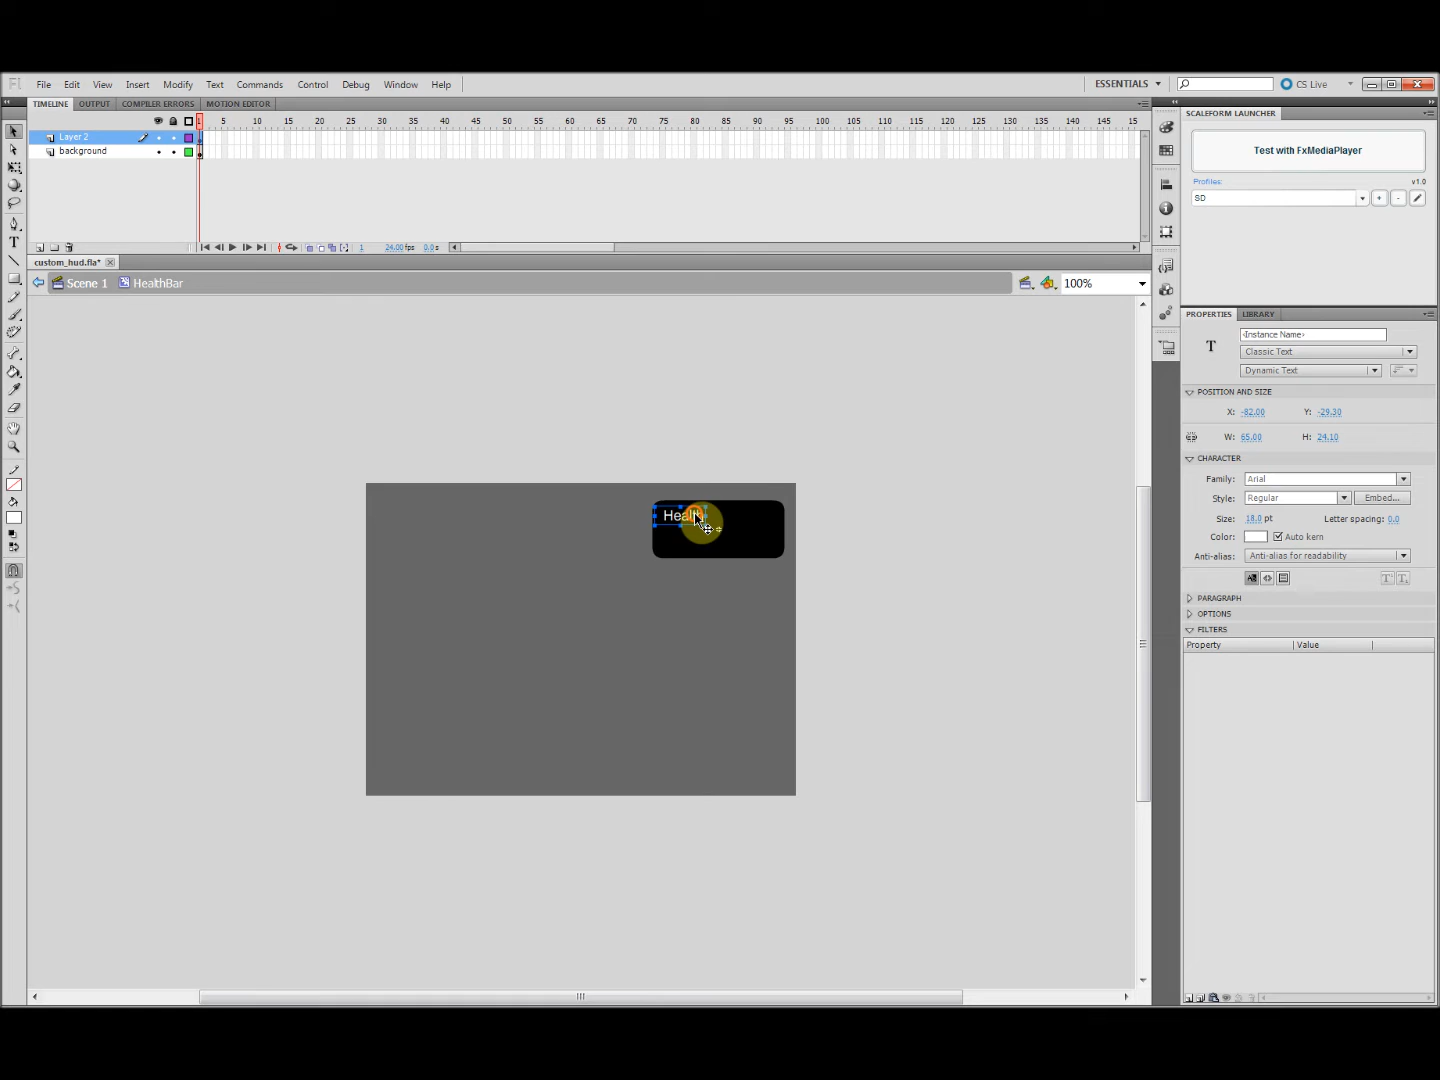 Fl File Edit View Insert Modify Text Commands Control Debug Window Help ESSENTIALS CS Live
TIMELINE OUTPUT COMPILER ERRORS MOTION EDITOR
1 5 10 15 20 25 30 35 40 45 50 55 60 65 70 75 80 85 90 95 100 105 110 115 120 125 130 135 140 145 15
Layer 2
background
1 24.00fps 0.0s
custom_hud.fla*
Scene 1 HealthBar 100%
Health
SCALEFORM LAUNCHER
Test with FxMediaPlayer
Profiles: v1.0
SD + -
PROPERTIES LIBRARY
T <Instance Name>
Classic Text
Dynamic Text
POSITION AND SIZE
X: -82.00 Y: -29.30
W: 65.00 H: 24.10
CHARACTER
Family: Arial
Style: Regular Embed...
Size: 18.0 pt Letter spacing: 0.0
Color: Auto kern
Anti-alias: Anti-alias for readability
PARAGRAPH
OPTIONS
FILTERS
Property Value